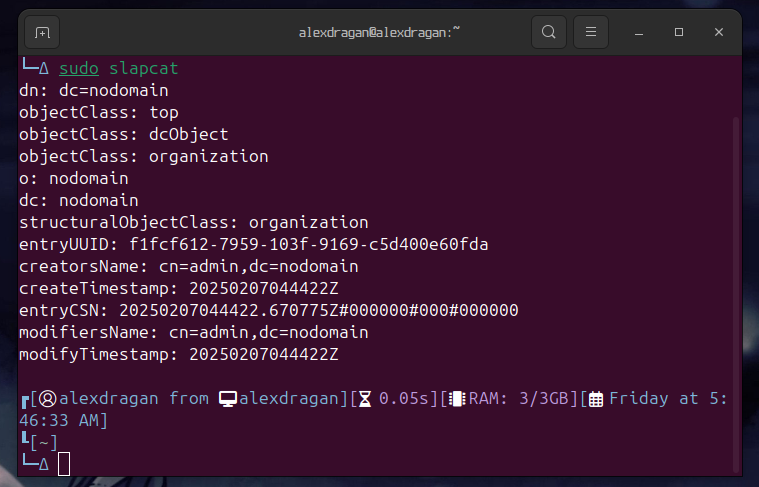 alexdragan@alexdragan:~
└─Δ sudo slapcat
dn: dc=nodomain
objectClass: top
objectClass: dcObject
objectClass: organization
o: nodomain
dc: nodomain
structuralObjectClass: organization
entryUUID: f1fcf612-7959-103f-9169-c5d400e60fda
creatorsName: cn=admin,dc=nodomain
createTimestamp: 20250207044422Z
entryCSN: 20250207044422.670775Z#000000#000#000000
modifiersName: cn=admin,dc=nodomain
modifyTimestamp: 20250207044422Z
┏[alexdragan from alexdragan][0.05s][RAM: 3/3GB][Friday at 5:
46:33 AM]
┗[~]
└─Δ